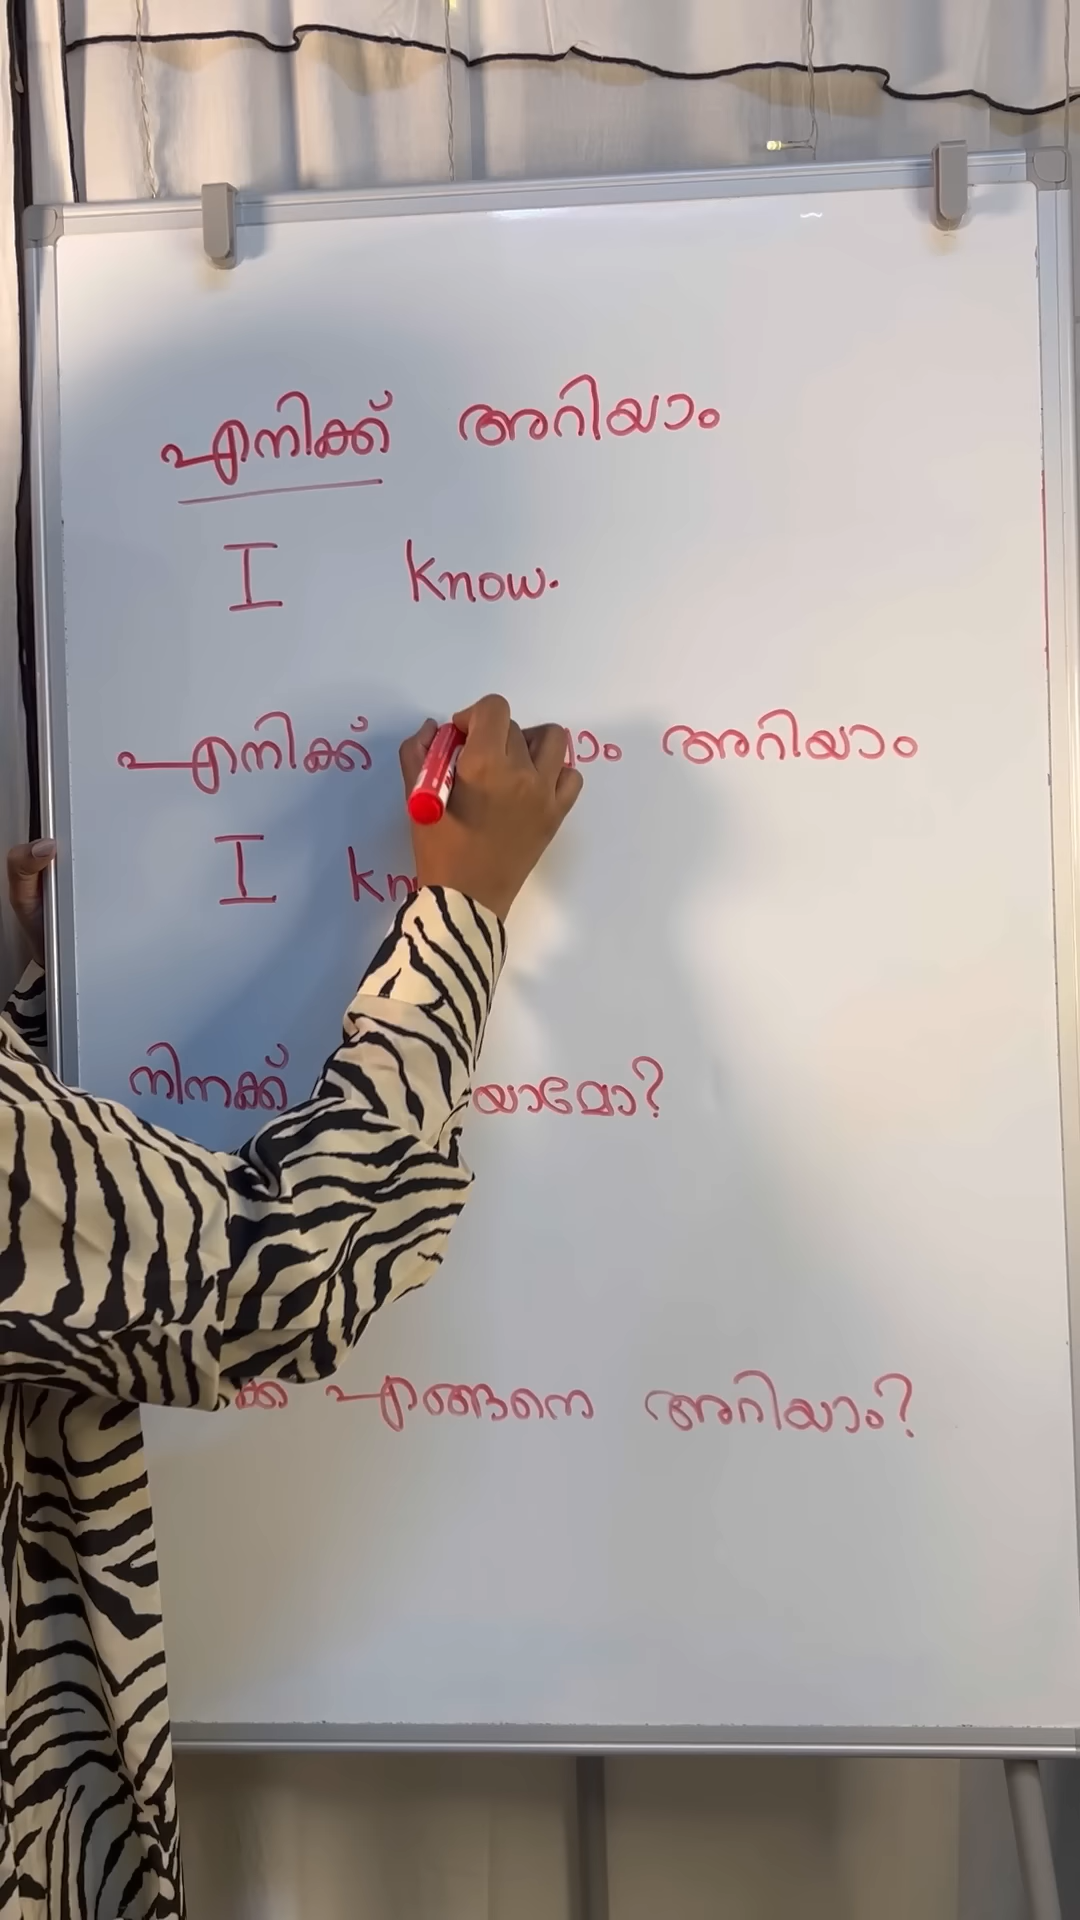 എനിക്ക് അറിയാം
I know.
എനിക്ക് അറിയാം
I
നിനക്ക്
എങ്ങനെ അറിയാം?